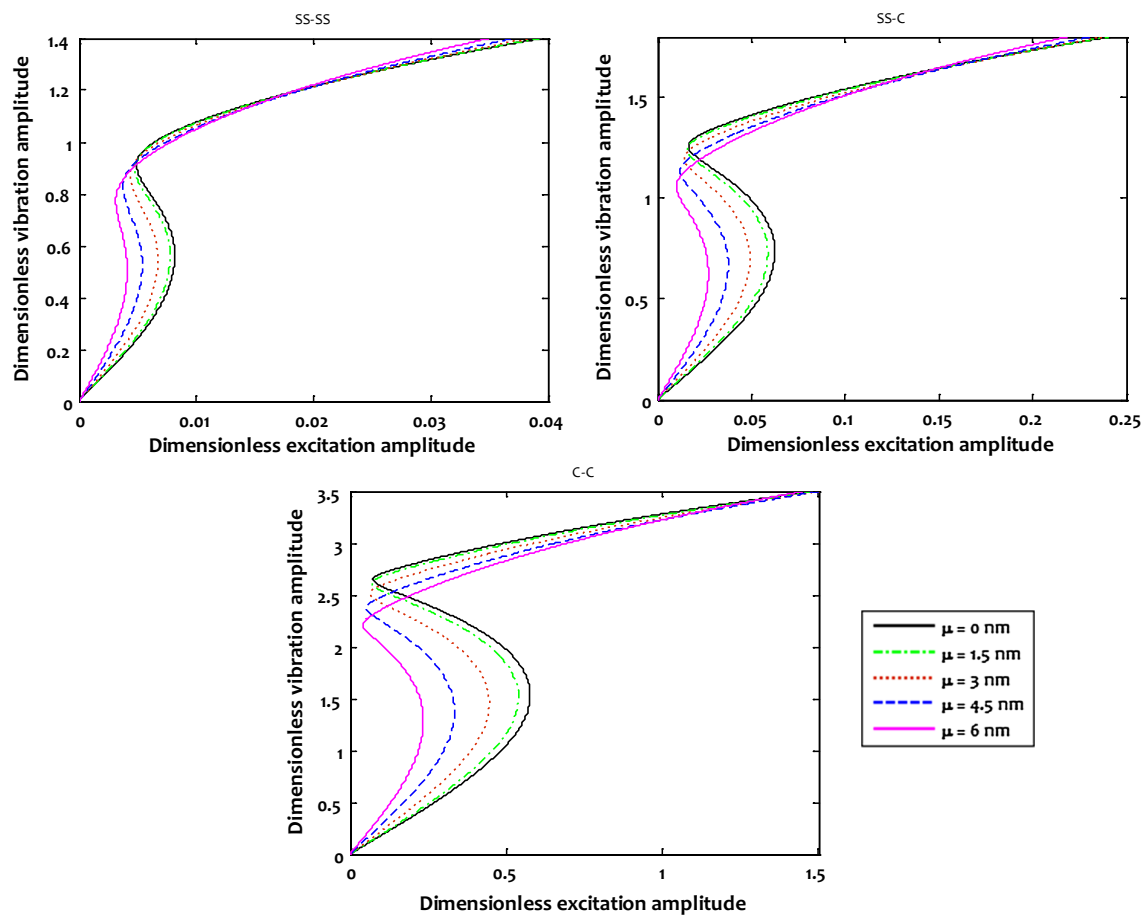 SS-SS
1.4
1.2
1
0.8
0.6
0.4
0.2
0
0
0.01
0.02
0.03
0.04
Dimensionless vibration amplitude
Dimensionless excitation amplitude
SS-C
1.5
1
0.5
0
0
0.05
0.1
0.15
0.2
0.25
Dimensionless vibration amplitude
Dimensionless excitation amplitude
C-C
3.5
3
2.5
2
1.5
1
0.5
0
0
0.5
1
1.5
Dimensionless vibration amplitude
Dimensionless excitation amplitude
μ = 0 nm
μ = 1.5 nm
μ = 3 nm
μ = 4.5 nm
μ = 6 nm